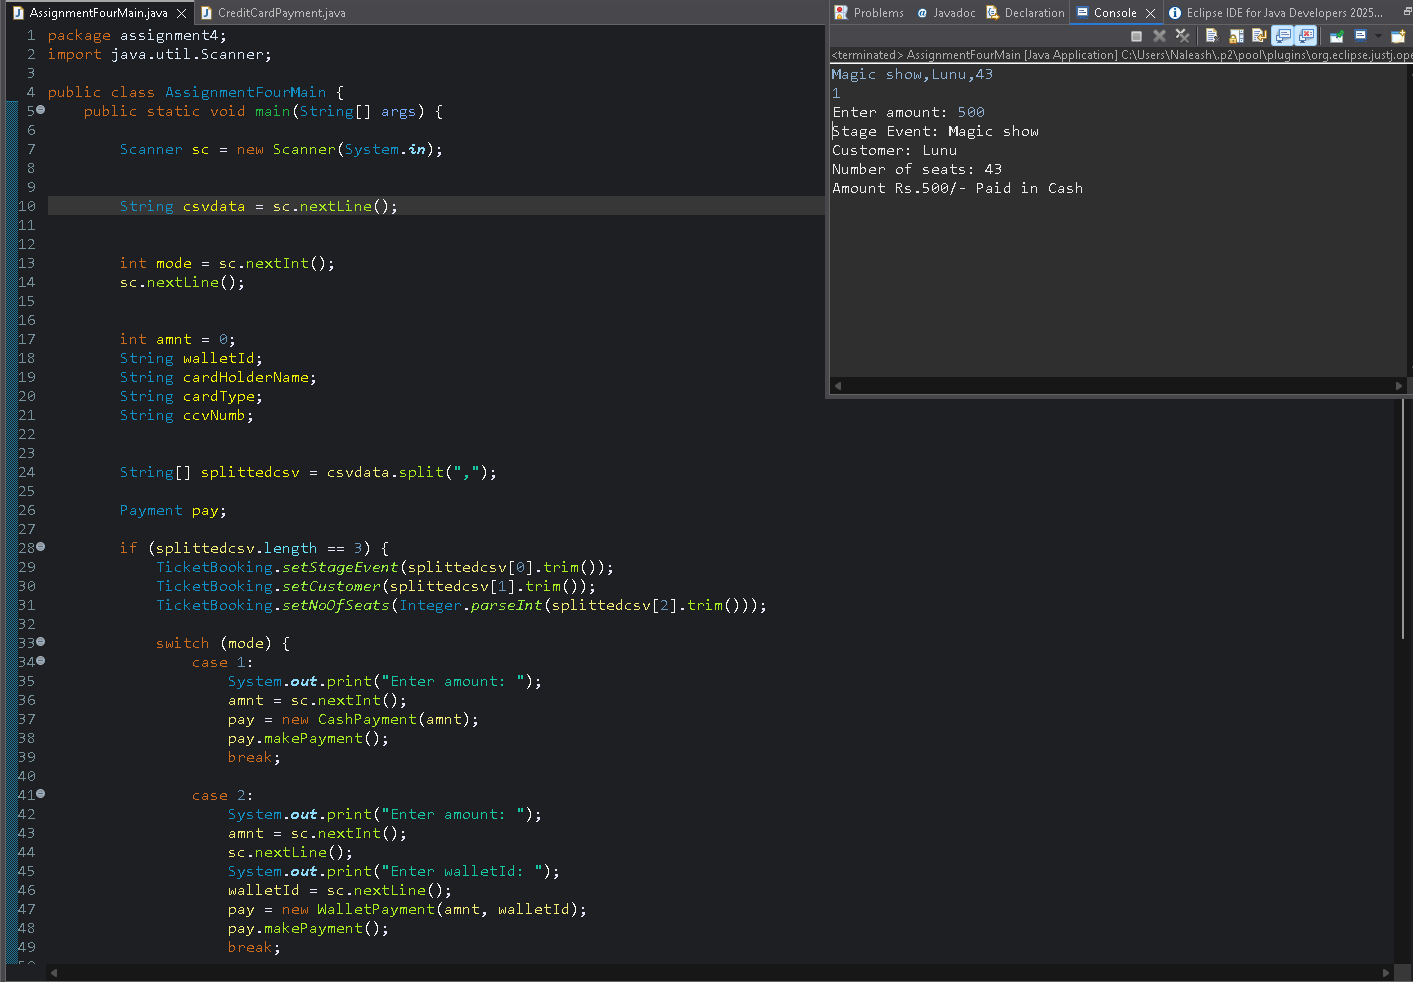 AssignmentFourMain.java
CreditCardPayment.java
1 package assignment4;
2 import java.util.Scanner;
3
4 public class AssignmentFourMain {
5 public static void main(String[] args) {
6
7 Scanner sc = new Scanner(System.in);
8
9
10 String csvdata = sc.nextLine();
11
12
13 int mode = sc.nextInt();
14 sc.nextLine();
15
16
17 int amnt = 0;
18 String walletId;
19 String cardHolderName;
20 String cardType;
21 String ccvNumb;
22
23
24 String[] splittedcsv = csvdata.split(",");
25
26 Payment pay;
27
28 if (splittedcsv.length == 3) {
29 TicketBooking.setStageEvent(splittedcsv[0].trim());
30 TicketBooking.setCustomer(splittedcsv[1].trim());
31 TicketBooking.setNoOfSeats(Integer.parseInt(splittedcsv[2].trim()));
32
33 switch (mode) {
34 case 1:
35 System.out.print("Enter amount: ");
36 amnt = sc.nextInt();
37 pay = new CashPayment(amnt);
38 pay.makePayment();
39 break;
40
41 case 2:
42 System.out.print("Enter amount: ");
43 amnt = sc.nextInt();
44 sc.nextLine();
45 System.out.print("Enter walletId: ");
46 walletId = sc.nextLine();
47 pay = new WalletPayment(amnt, walletId);
48 pay.makePayment();
49 break;
Problems @ Javadoc Declaration Console Eclipse IDE for Java Developers 2025...
<terminated> AssignmentFourMain [Java Application] C:\Users\Naleash\.p2\pool\plugins\org.eclipse.justj.ope
Magic show,Lunu,43
1
Enter amount: 500
Stage Event: Magic show
Customer: Lunu
Number of seats: 43
Amount Rs.500/- Paid in Cash